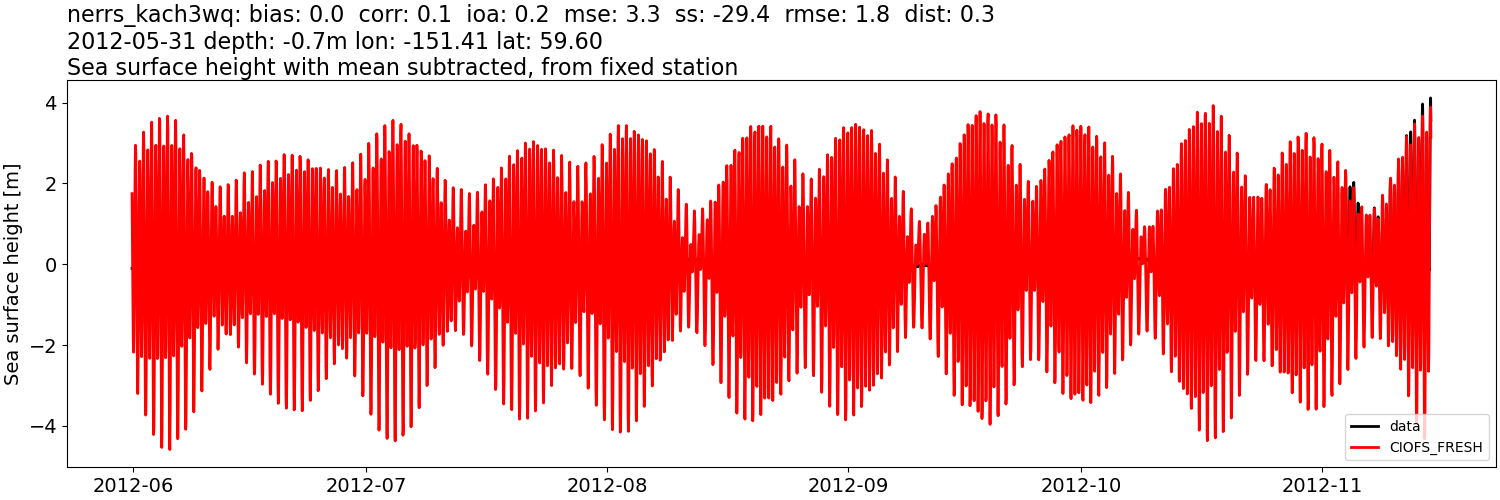 nerrs_kach3wq: bias: 0.0  corr: 0.1  ioa: 0.2  mse: 3.3  ss: -29.4  rmse: 1.8  dist: 0.3
2012-05-31 depth: -0.7m lon: -151.41 lat: 59.60
Sea surface height with mean subtracted, from fixed station
Sea surface height [m]
4
2
0
−2
−4
data
CIOFS_FRESH
2012-06 2012-07 2012-08 2012-09 2012-10 2012-11